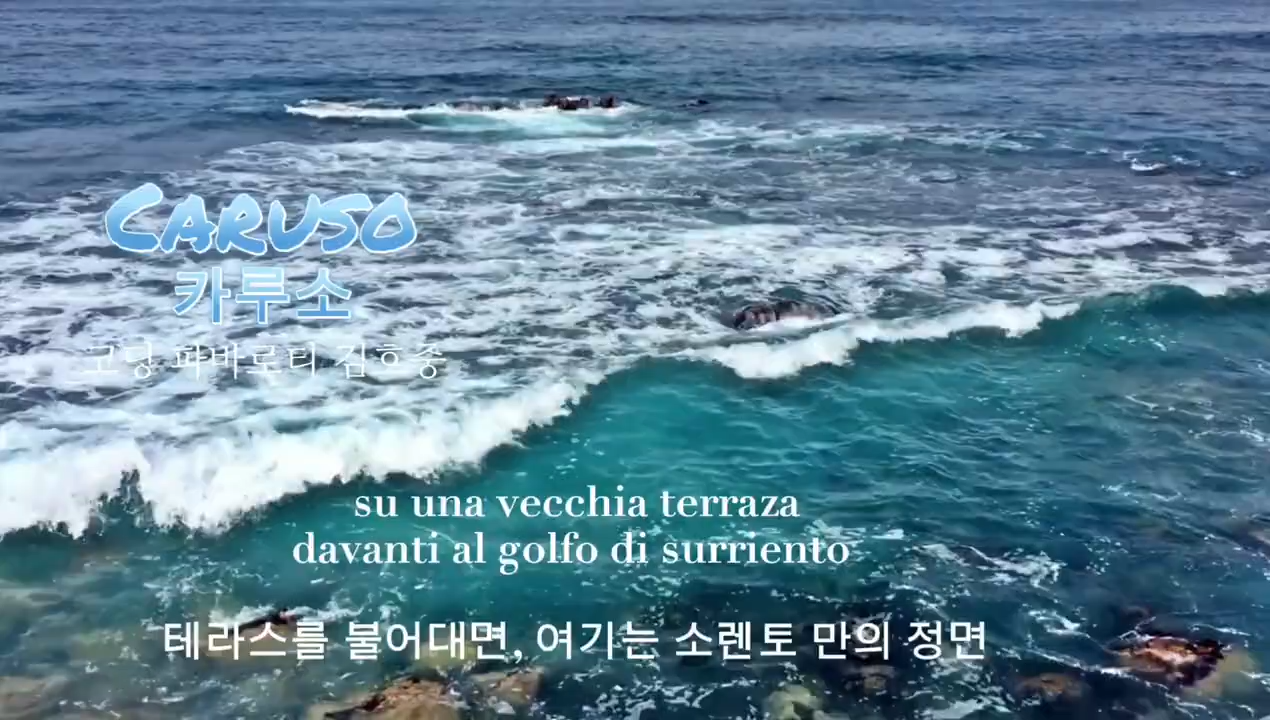 CARUSO
카루소
코딩 파바로티 김호중
su una vecchia terraza
davanti al golfo di surriento
테라스를 불어대면, 여기는 소렌토 만의 정면